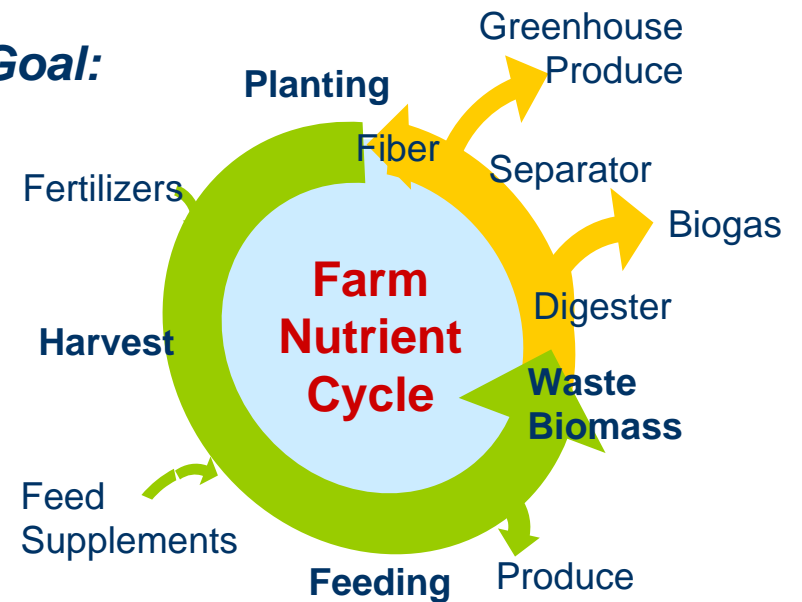 Goal:
Greenhouse
Produce
Planting
Fiber
Separator
Fertilizers
Biogas
Farm
Nutrient
Cycle
Digester
Harvest
Waste
Biomass
Feed
Supplements
Feeding
Produce